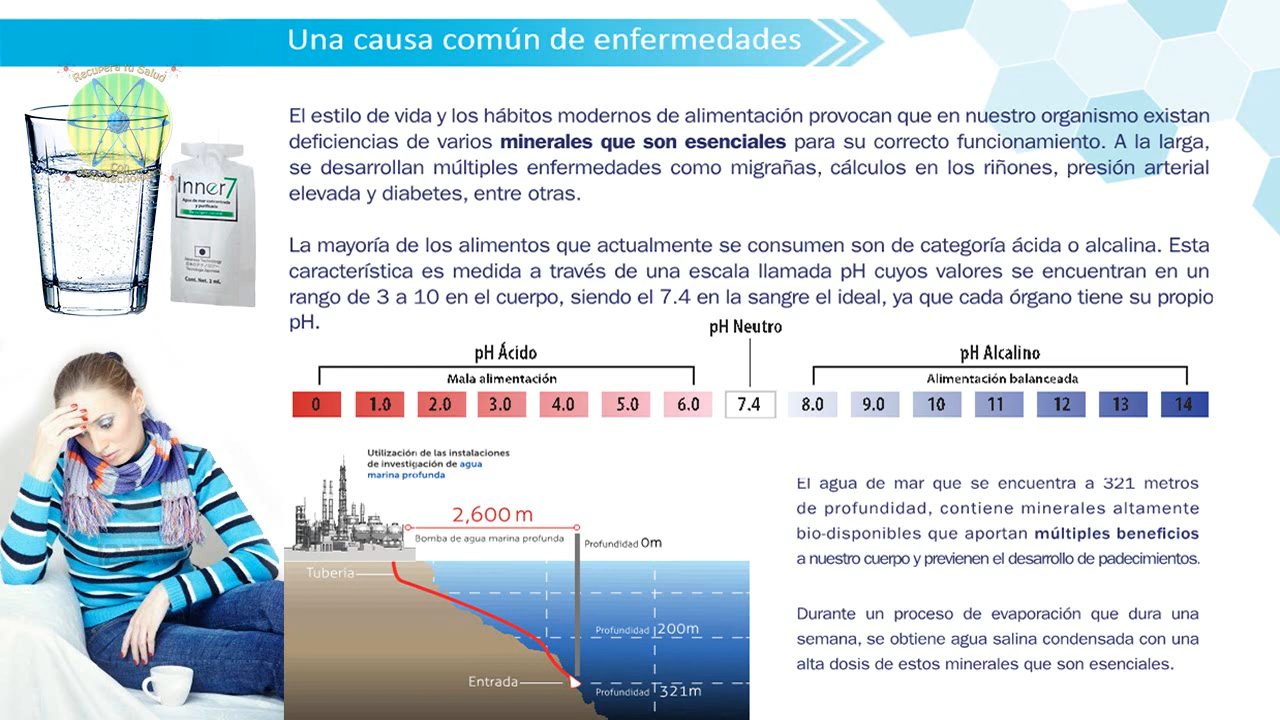 Una causa común de enfermedades
Recupera Tu Salud
Con
Inner7
Agua de mar concentrada
y purificada
Cont. Net. 2 mL.
El estilo de vida y los hábitos modernos de alimentación provocan que en nuestro organismo existan
deficiencias de varios minerales que son esenciales para su correcto funcionamiento. A la larga,
se desarrollan múltiples enfermedades como migrañas, cálculos en los riñones, presión arterial
elevada y diabetes, entre otras.
La mayoría de los alimentos que actualmente se consumen son de categoría ácida o alcalina. Esta
característica es medida a través de una escala llamada pH cuyos valores se encuentran en un
rango de 3 a 10 en el cuerpo, siendo el 7.4 en la sangre el ideal, ya que cada órgano tiene su propio
pH.
pH Neutro
pH Ácido
pH Alcalino
Mala alimentación
Alimentación balanceada
0 1.0 2.0 3.0 4.0 5.0 6.0 7.4 8.0 9.0 10 11 12 13 14
Utilización de las instalaciones
de investigación de agua
marina profunda
2,600 m
Bomba de agua marina profunda
Profundidad 0m
Tubería
Profundidad 200m
Entrada
Profundidad 321m
El agua de mar que se encuentra a 321 metros
de profundidad, contiene minerales altamente
bio-disponibles que aportan múltiples beneficios
a nuestro cuerpo y previenen el desarrollo de padecimientos.
Durante un proceso de evaporación que dura una
semana, se obtiene agua salina condensada con una
alta dosis de estos minerales que son esenciales.